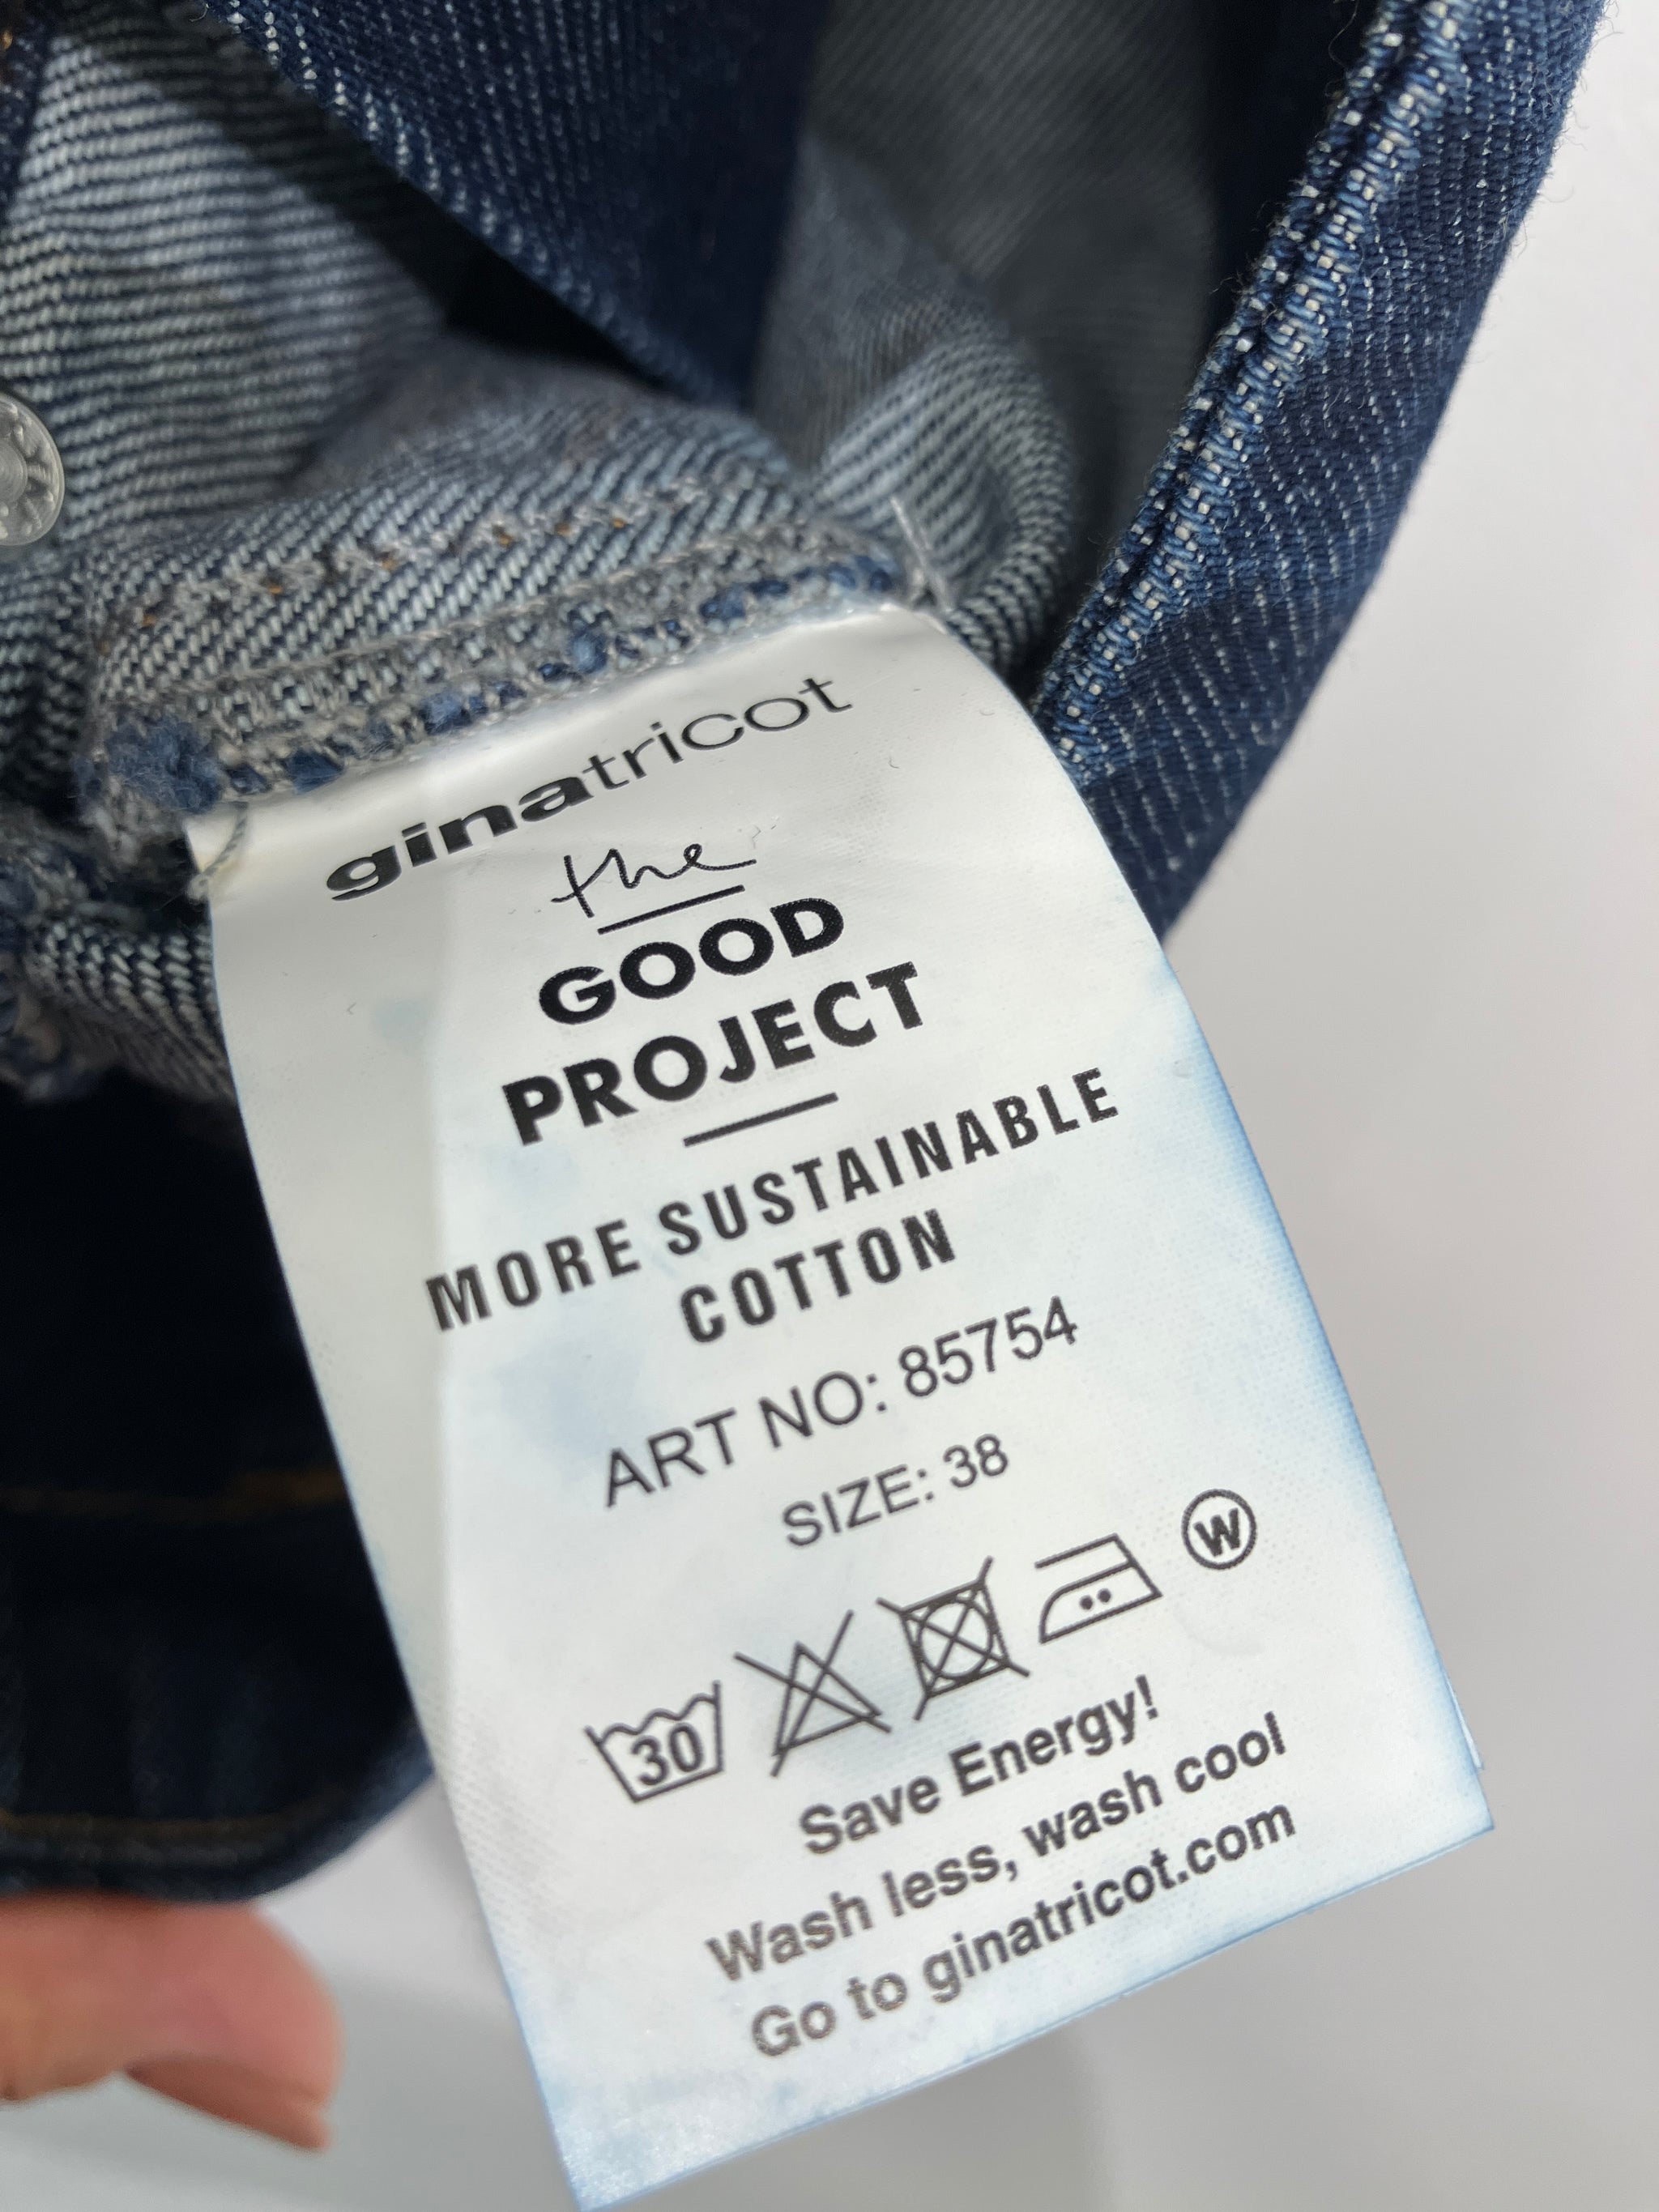 ginatricot
the
GOOD
PROJECT
MORE SUSTAINABLE
COTTON
ART NO: 85754
SIZE: 38
30 W
Save Energy!
Wash less, wash cool
Go to ginatricot.com